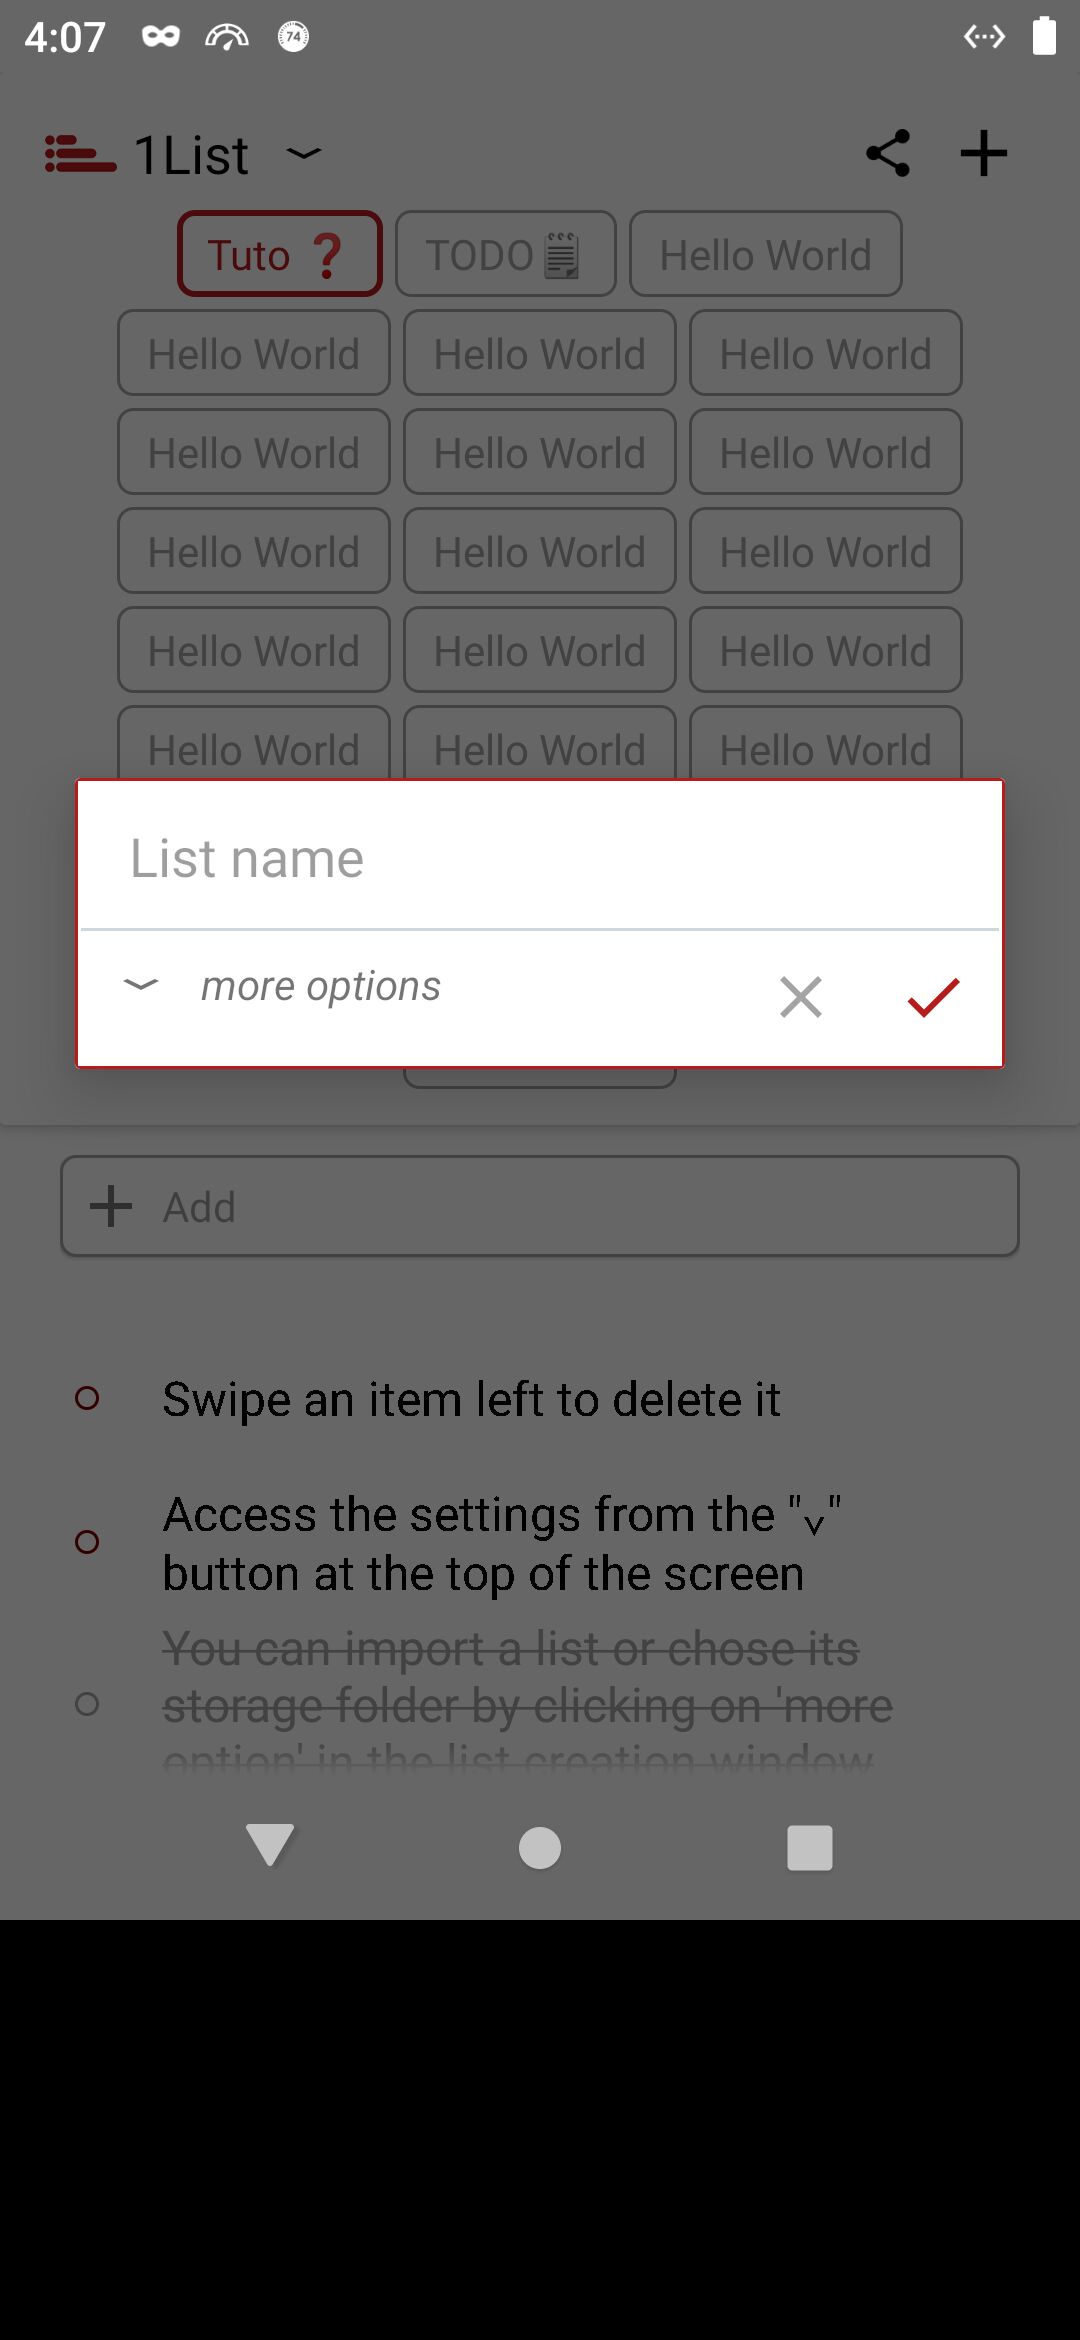 4:07
74
1List
Tuto ❓ TODO🗒 Hello World
Hello World Hello World Hello World
Hello World Hello World Hello World
Hello World Hello World Hello World
Hello World Hello World Hello World
Hello World Hello World Hello World
List name
more options
Add
Swipe an item left to delete it
Access the settings from the "˅"
button at the top of the screen
You can import a list or chose its
storage folder by clicking on 'more
option' in the list creation window